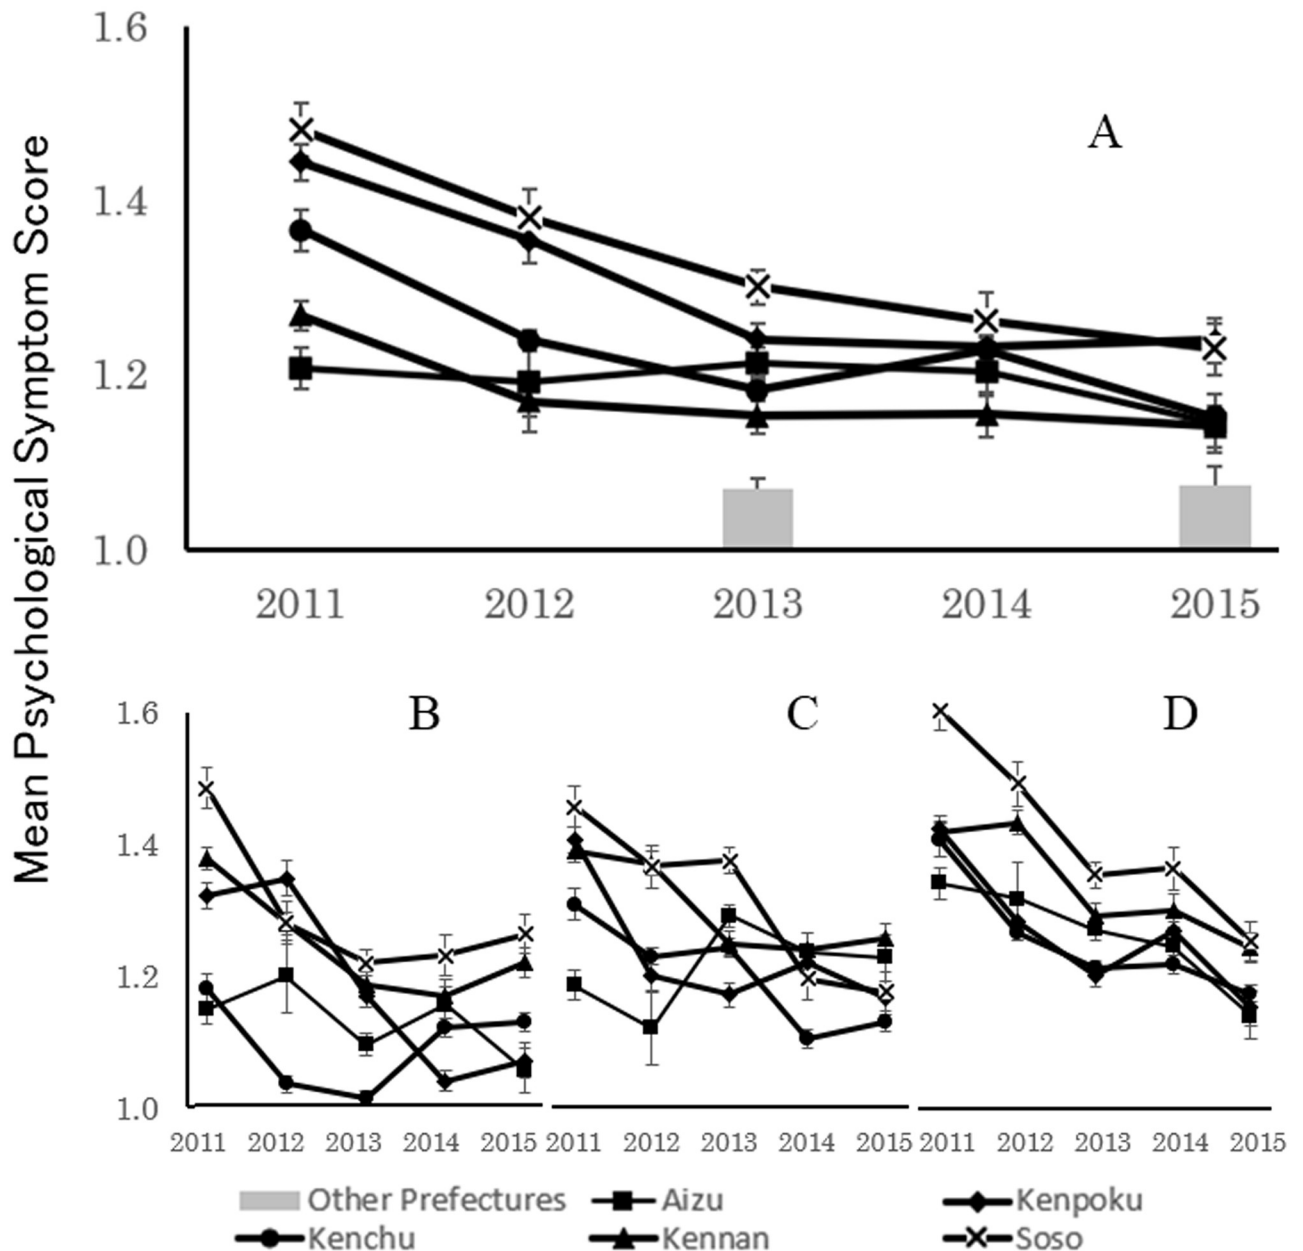 Mean Psychological Symptom Score
1.6
A
1.4
1.2
1.0
2011 2012 2013 2014 2015
1.6 B C D
1.4
1.2
1.0
2011 2012 2013 2014 2015 2011 2012 2013 2014 2015 2011 2012 2013 2014 2015
Other Prefectures Aizu Kenpoku
Kenchu Kennan Soso